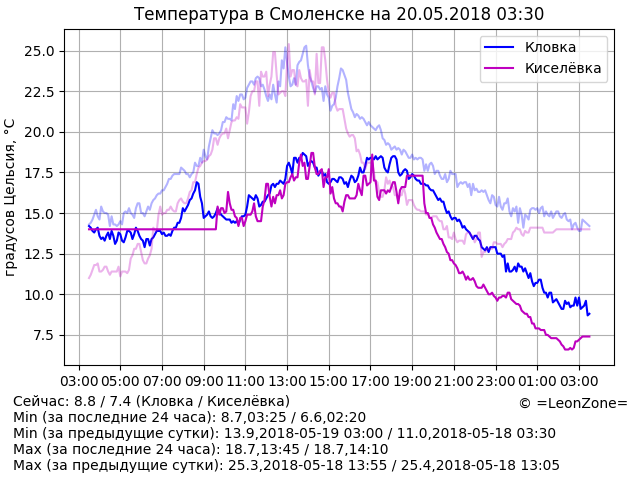 Температура в Смоленске на 20.05.2018 03:30
градусов Цельсия, °C
25.0
22.5
20.0
17.5
15.0
12.5
10.0
7.5
Кловка
Киселёвка
03:00 05:00 07:00 09:00 11:00 13:00 15:00 17:00 19:00 21:00 23:00 01:00 03:00
Сейчас: 8.8 / 7.4 (Кловка / Киселёвка)
© =LeonZone=
Min (за последние 24 часа): 8.7,03:25 / 6.6,02:20
Min (за предыдущие сутки): 13.9,2018-05-19 03:00 / 11.0,2018-05-18 03:30
Max (за последние 24 часа): 18.7,13:45 / 18.7,14:10
Max (за предыдущие сутки): 25.3,2018-05-18 13:55 / 25.4,2018-05-18 13:05